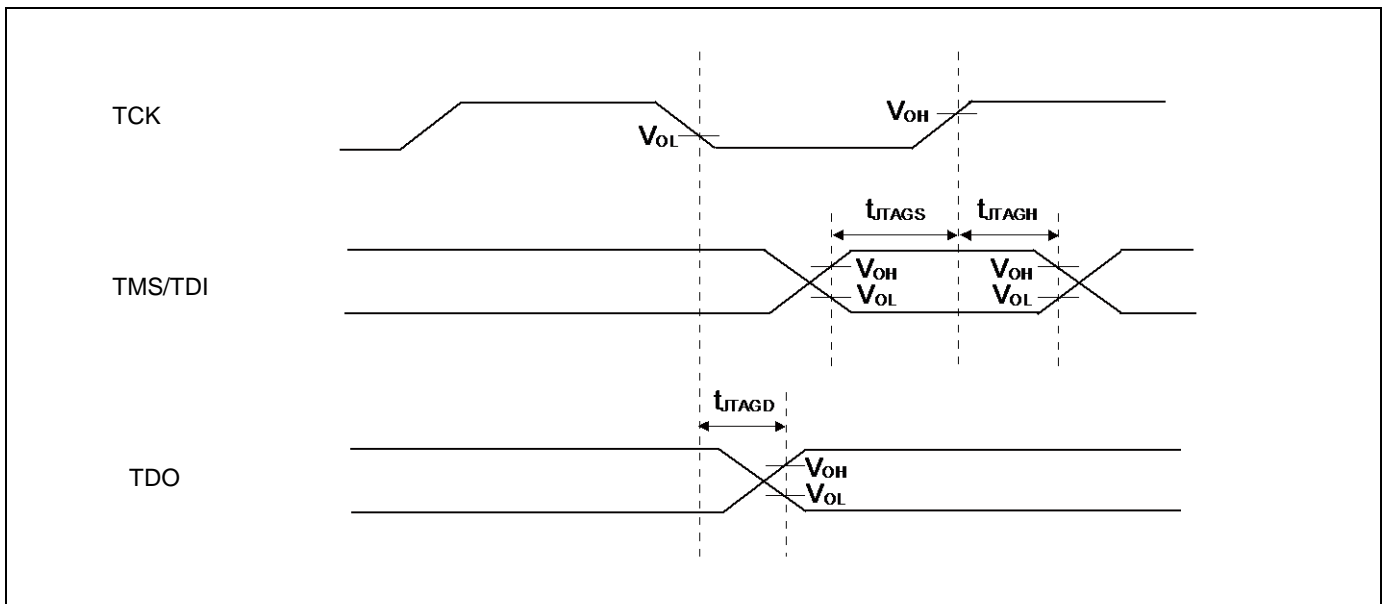 TCK
VOH
VOL
tJTAGS tJTAGH
VOH VOH
TMS/TDI
VOL VOL
tJTAGD
VOH
TDO
VOL